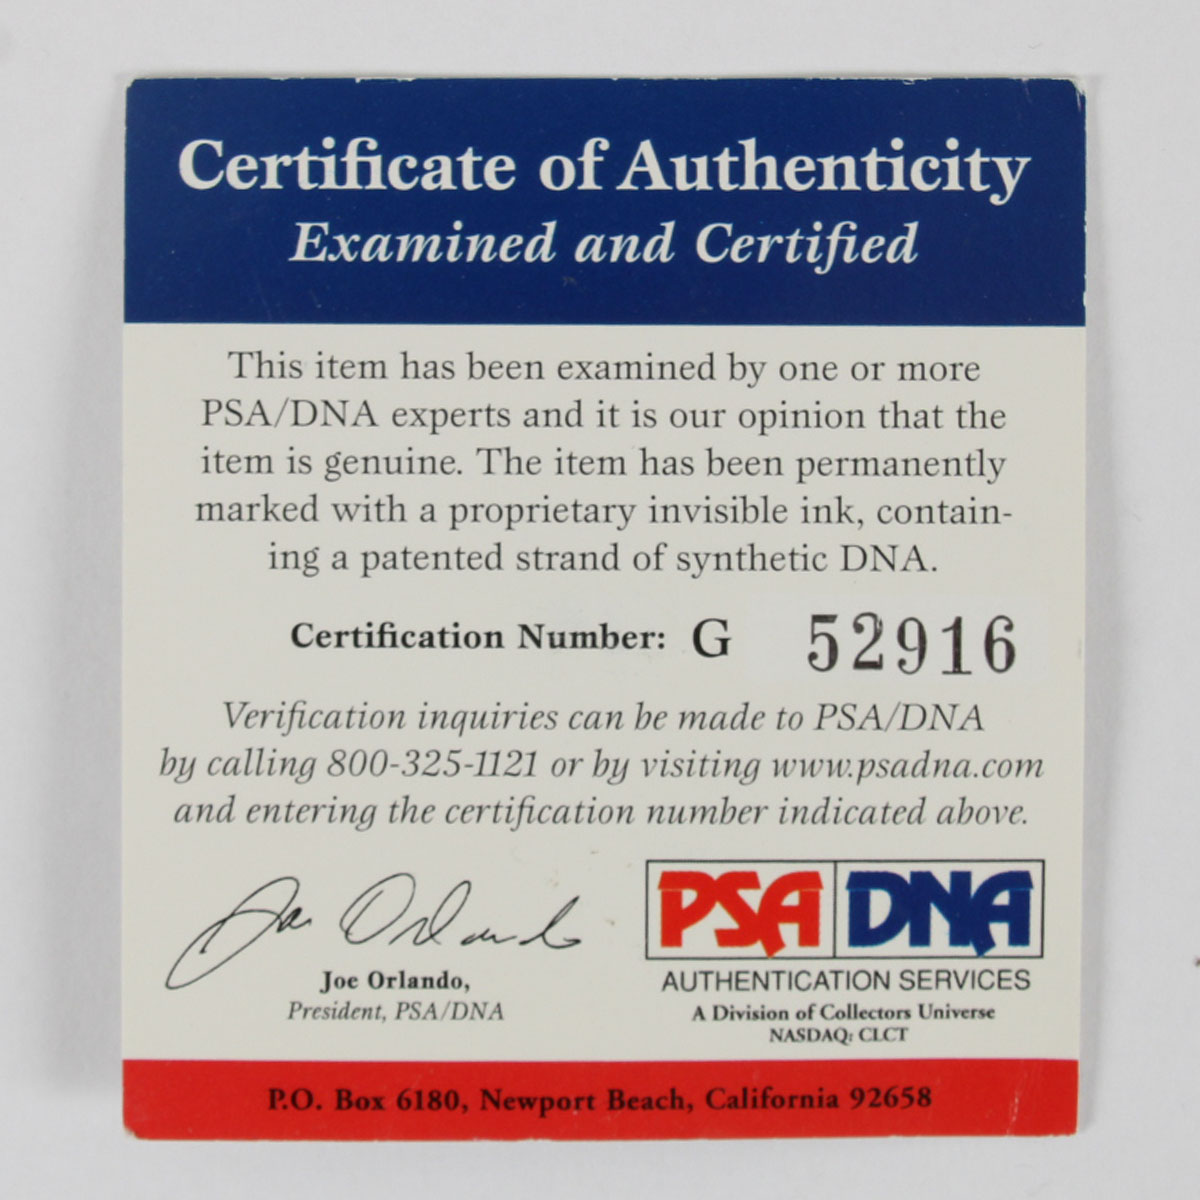 Certificate of Authenticity
Examined and Certified
This item has been examined by one or more
PSA/DNA experts and it is our opinion that the
item is genuine. The item has been permanently
marked with a proprietary invisible ink, contain-
ing a patented strand of synthetic DNA.
Certification Number: G 52916
Verification inquiries can be made to PSA/DNA
by calling 800-325-1121 or by visiting www.psadna.com
and entering the certification number indicated above.
Joe Orlando
Joe Orlando,
President, PSA/DNA
PSA DNA
AUTHENTICATION SERVICES
A Division of Collectors Universe
NASDAQ: CLCT
P.O. Box 6180, Newport Beach, California 92658